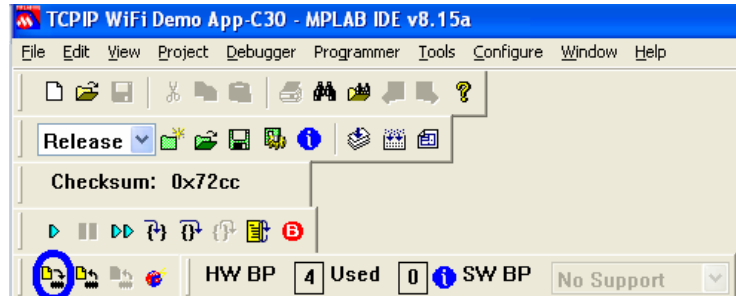 TCPIP WiFi Demo App-C30 - MPLAB IDE v8.15a
File Edit View Project Debugger Programmer Tools Configure Window Help
Release
Checksum: 0x72cc
HW BP 4 Used 0 SW BP No Support